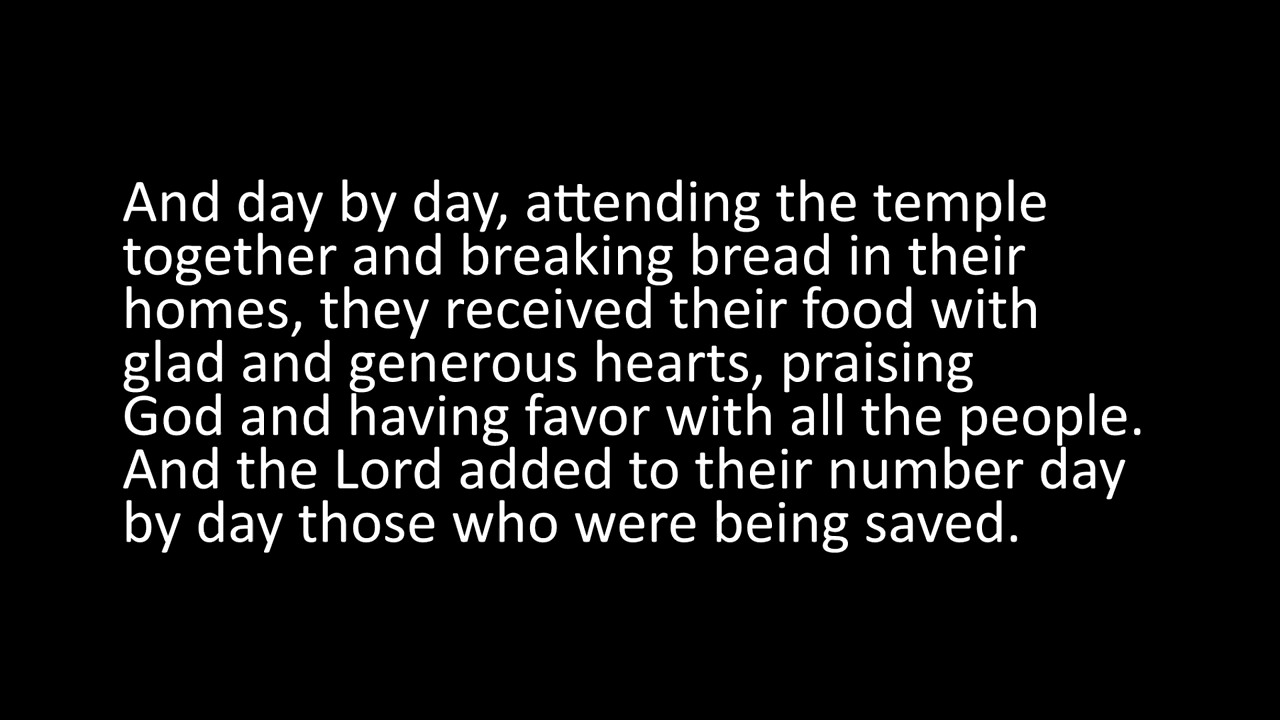 And day by day, attending the temple
together and breaking bread in their
homes, they received their food with
glad and generous hearts, praising
God and having favor with all the people.
And the Lord added to their number day
by day those who were being saved.